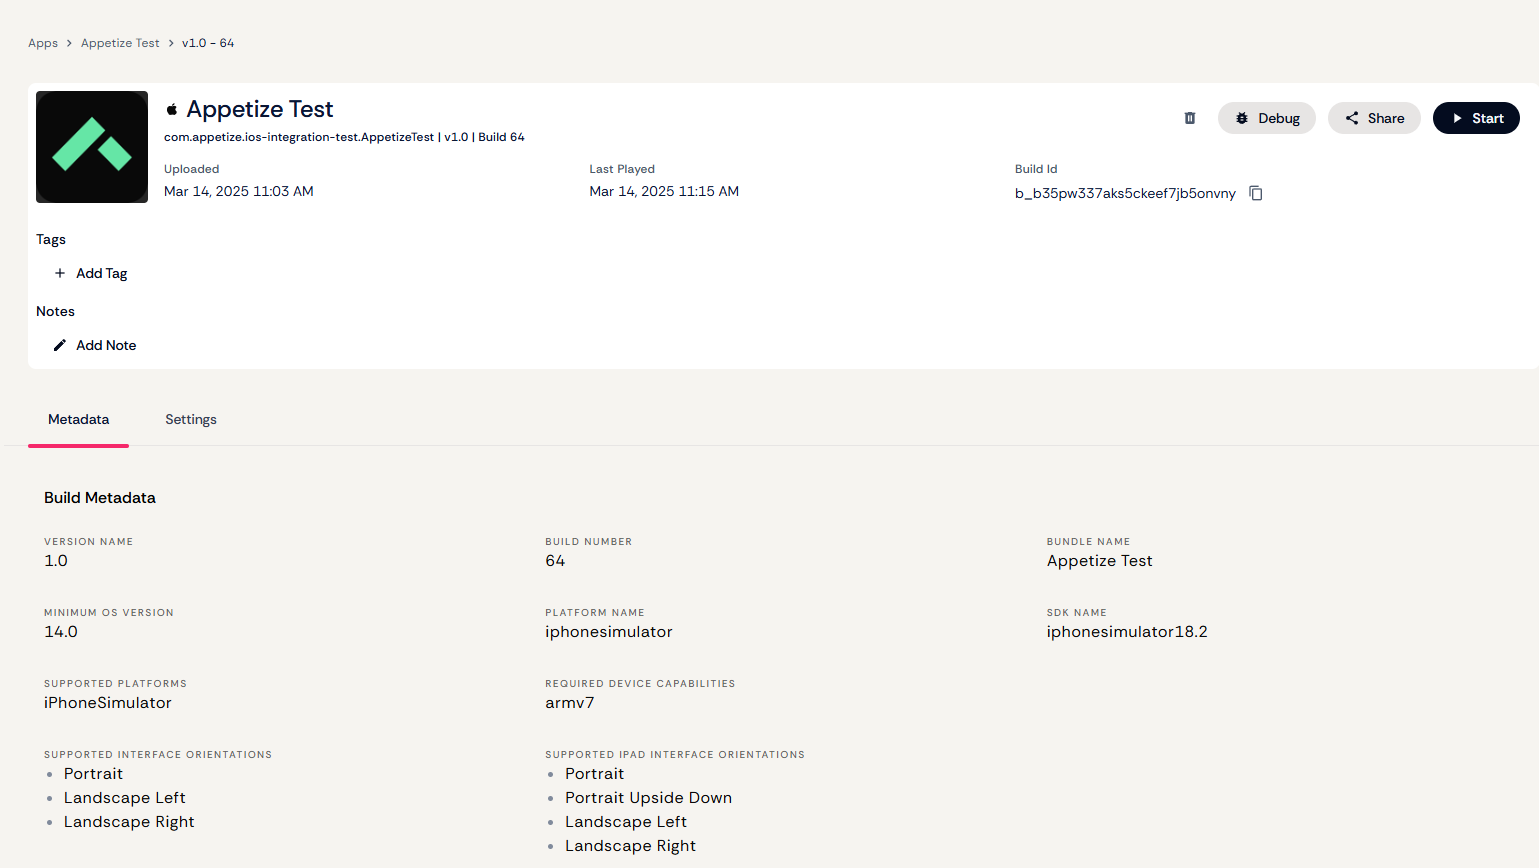 Apps > Appetize Test > v1.0 - 64
Appetize Test
com.appetize.ios-integration-test.AppetizeTest | v1.0 | Build 64
Debug
Share
Start
Uploaded
Mar 14, 2025 11:03 AM
Last Played
Mar 14, 2025 11:15 AM
Build Id
b_b35pw337aks5ckeef7jb5onvny
Tags
+ Add Tag
Notes
Add Note
Metadata
Settings
Build Metadata
VERSION NAME
1.0
BUILD NUMBER
64
BUNDLE NAME
Appetize Test
MINIMUM OS VERSION
14.0
PLATFORM NAME
iphonesimulator
SDK NAME
iphonesimulator18.2
SUPPORTED PLATFORMS
iPhoneSimulator
REQUIRED DEVICE CAPABILITIES
armv7
SUPPORTED INTERFACE ORIENTATIONS
• Portrait
• Landscape Left
• Landscape Right
SUPPORTED IPAD INTERFACE ORIENTATIONS
• Portrait
• Portrait Upside Down
• Landscape Left
• Landscape Right